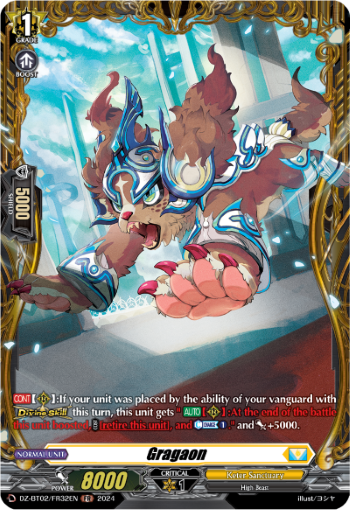 1
GRADE
BOOST
5000
SHIELD
CONT [R]:If your unit was placed by the ability of your vanguard with
Divine Skill this turn, this unit gets "AUTO [R]:At the end of the battle
this unit boosted, [retire this unit], and 1." and +5000.
NORMAL UNIT
Gragaon
POWER
8000
CRITICAL
1
Keter Sanctuary
High Beast
DZ-BT02/FR32EN FR 2024
illust/ヨシヤ